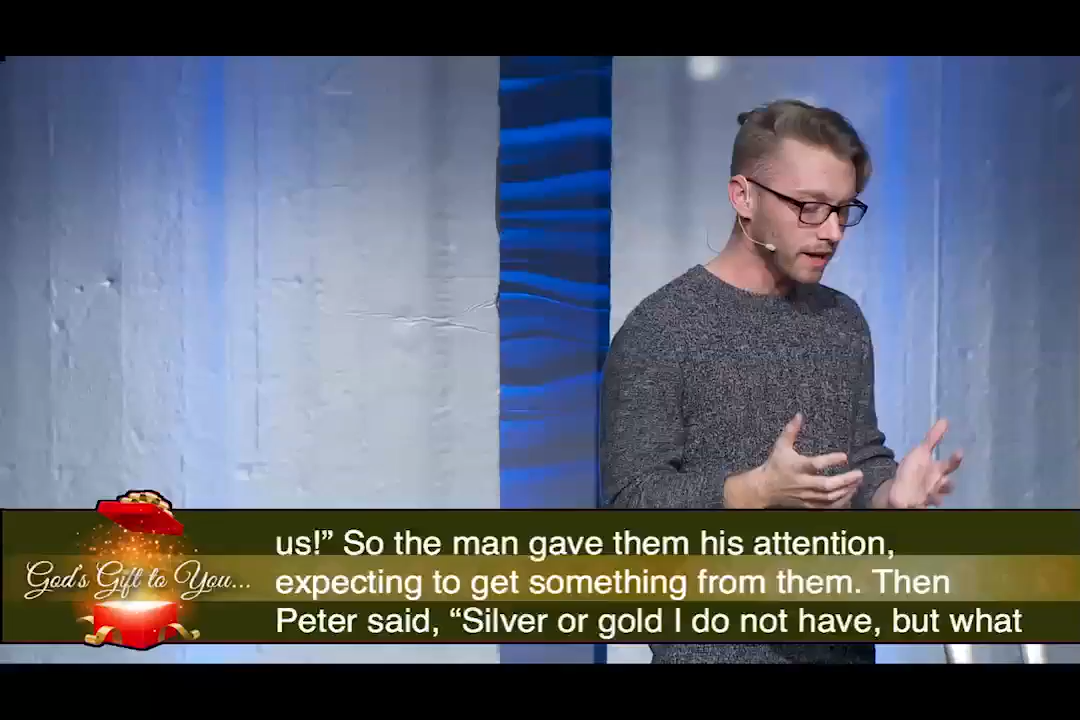 God's Gift to You...
us!” So the man gave them his attention,
expecting to get something from them. Then
Peter said, “Silver or gold I do not have, but what